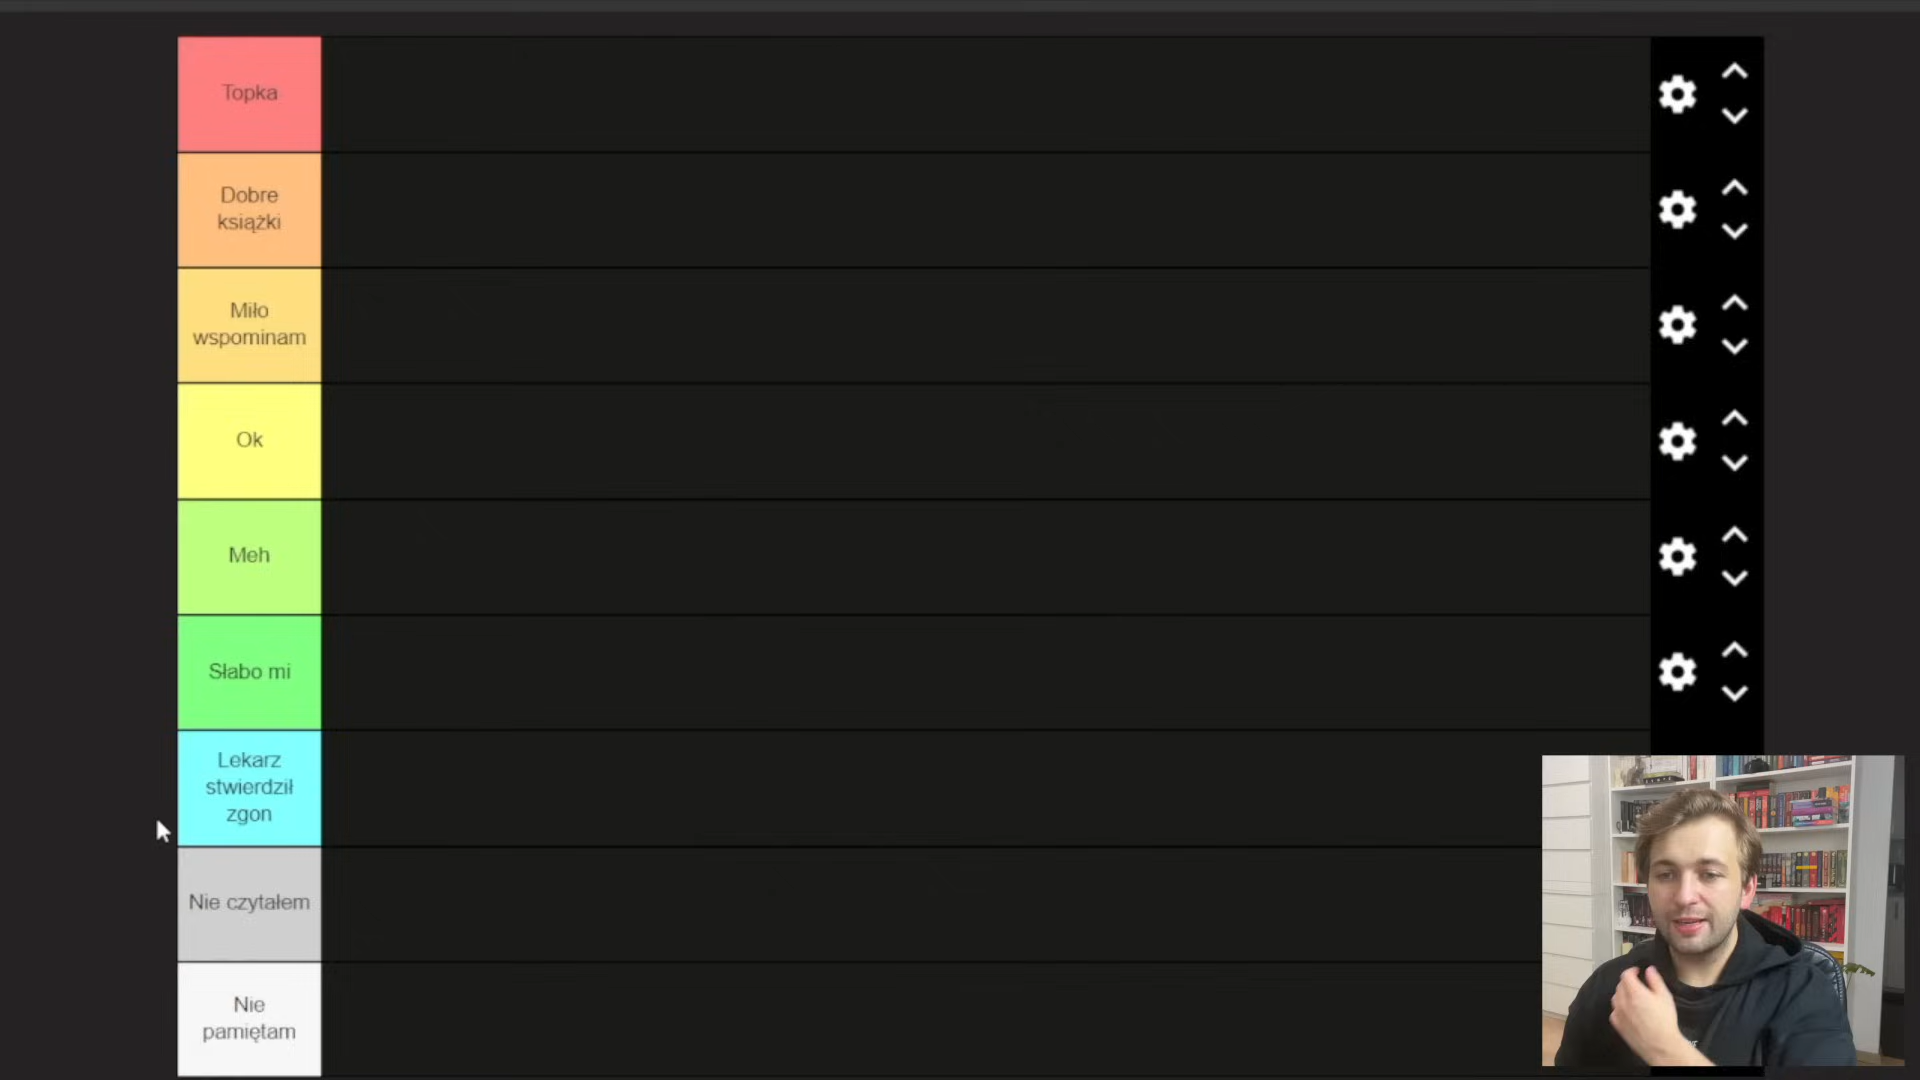 Topka
Dobre
książki
Miło
wspominam
Ok
Meh
Słabo mi
Lekarz
stwierdził
zgon
Nie czytałem
Nie
pamiętam